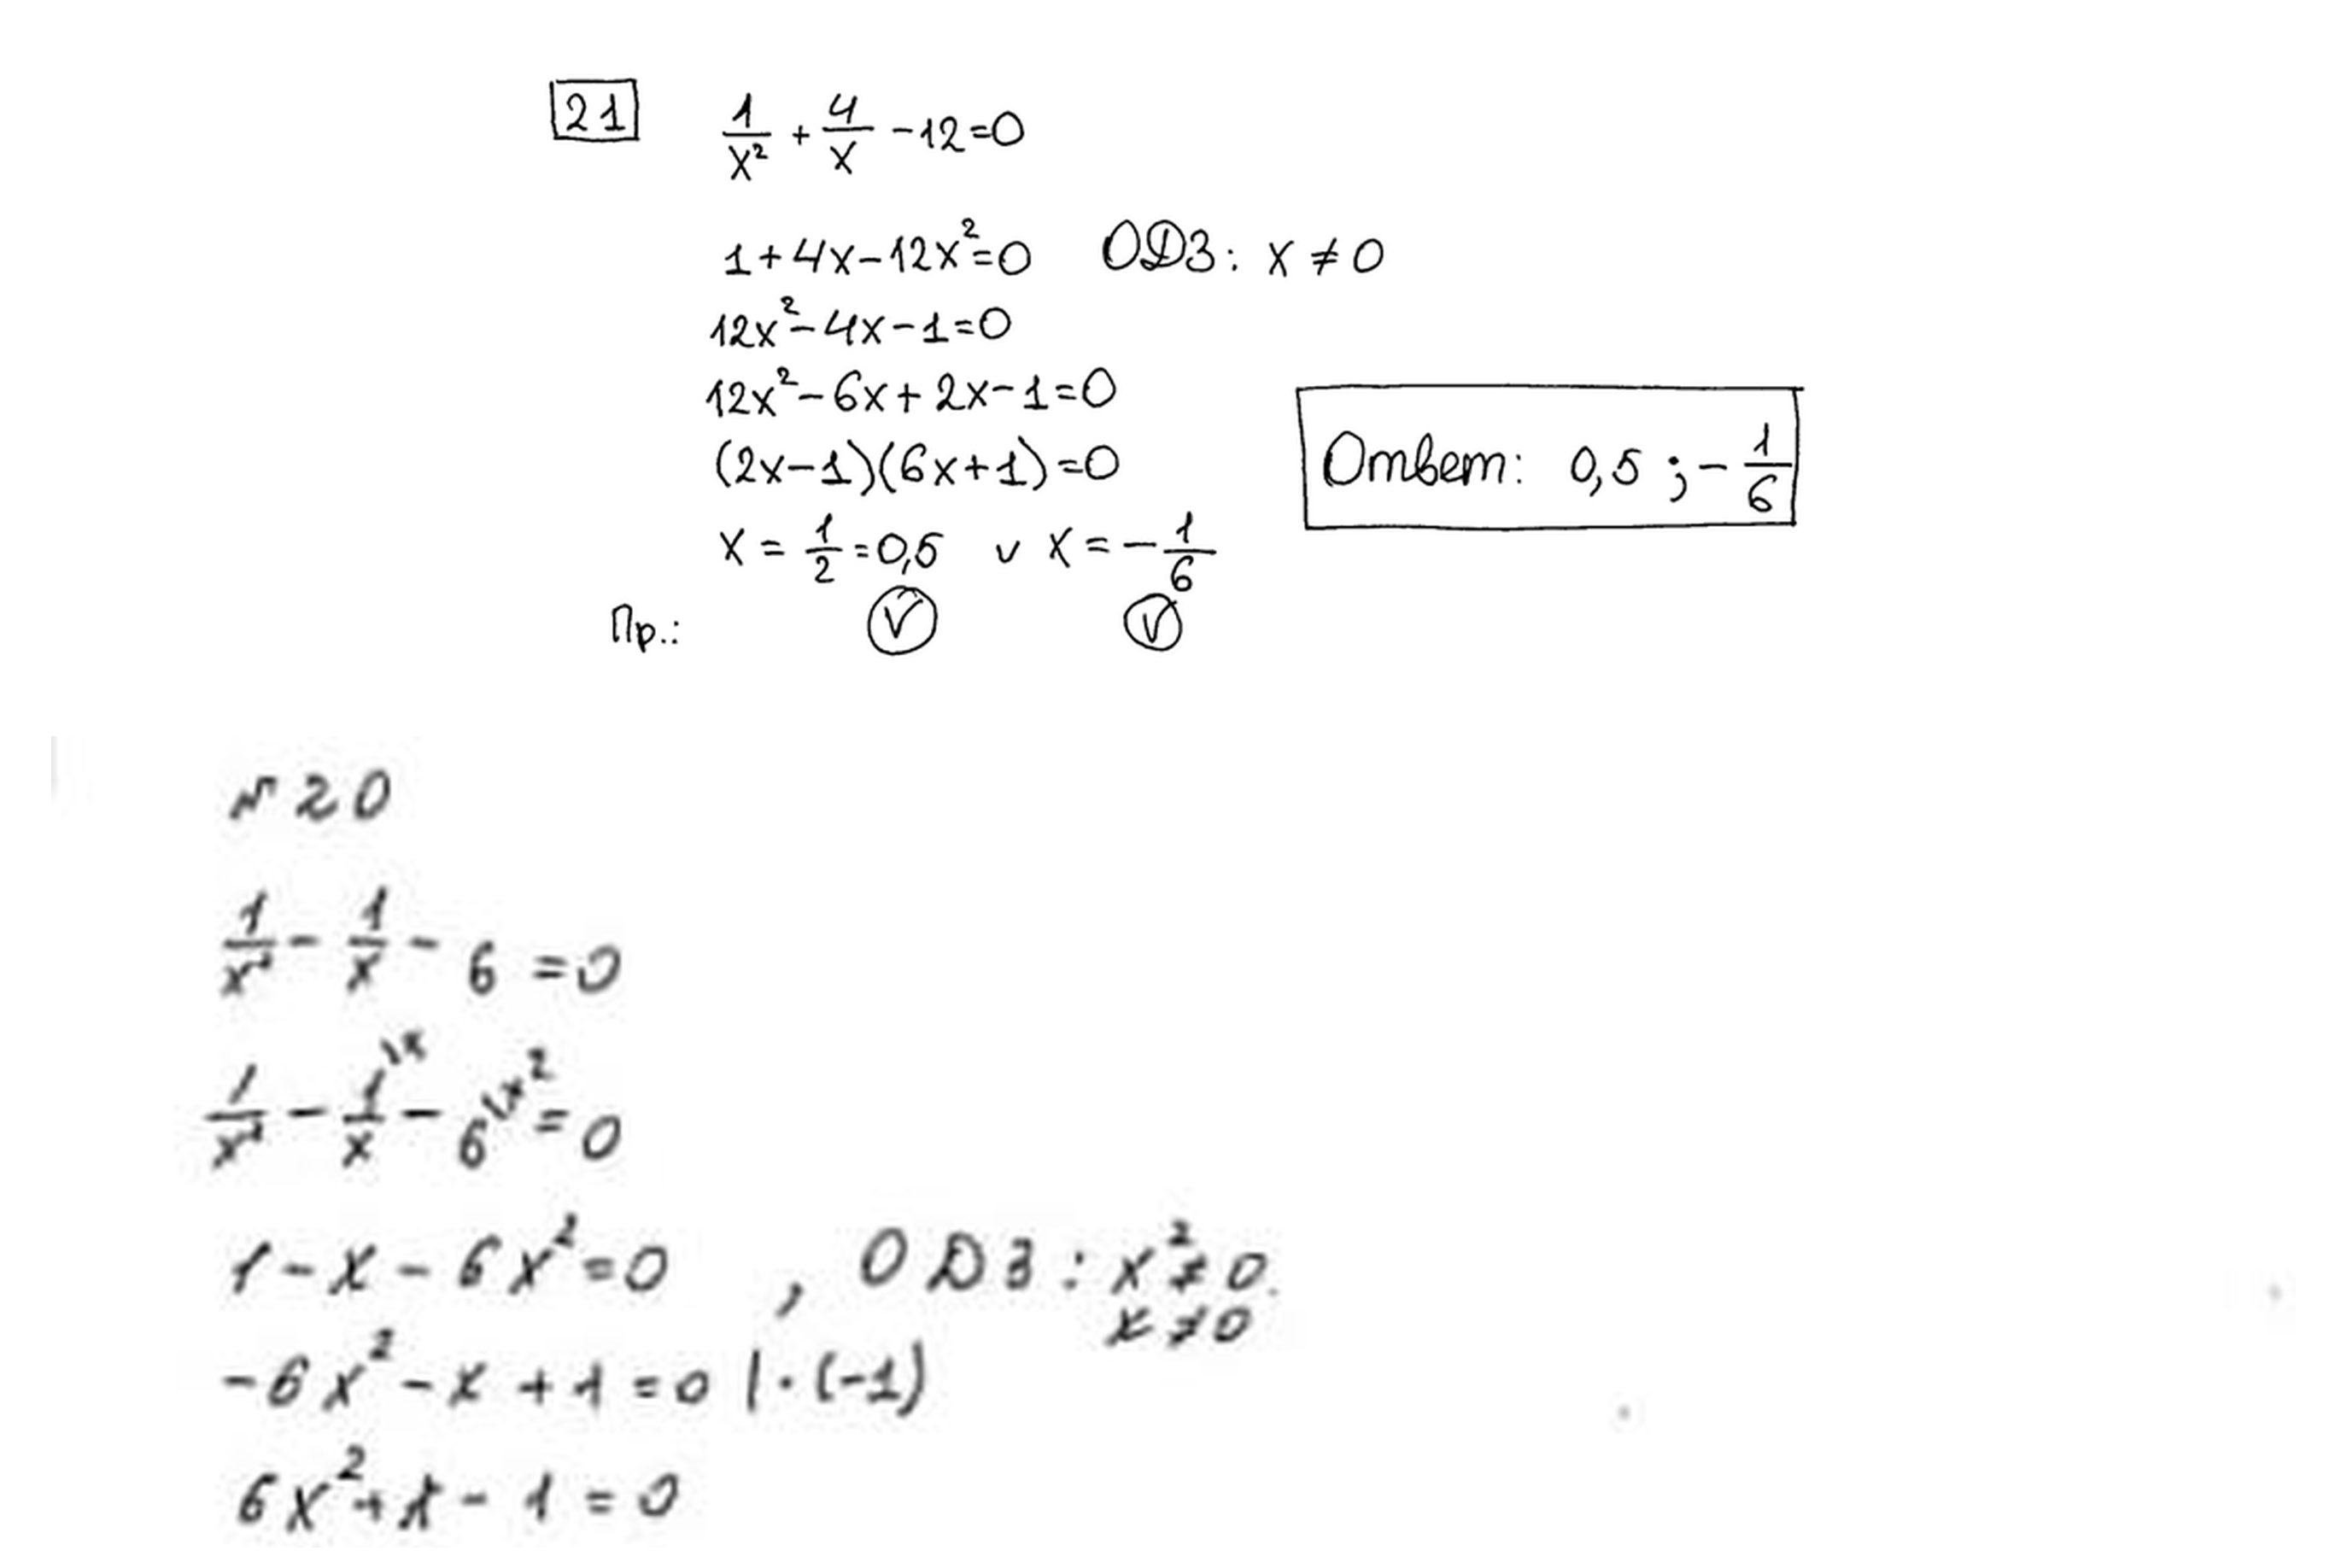 21 1/x² + 4/x - 12 = 0
1 + 4x - 12x² = 0 ОДЗ: x ≠ 0
12x² - 4x - 1 = 0
12x² - 6x + 2x - 1 = 0
(2x - 1)(6x + 1) = 0
Ответ: 0,5 ; - 1/6
x = 1/2 = 0,5 v x = - 1/6
Пр.: V V
№ 20
1/x² - 1/x - 6 = 0
1/x² - 1/x \x - 6 \x² = 0
1 - x - 6x² = 0 , ОДЗ: x² ≠ 0.
x ≠ 0
-6x² - x + 1 = 0 | · (-1)
6x² + x - 1 = 0